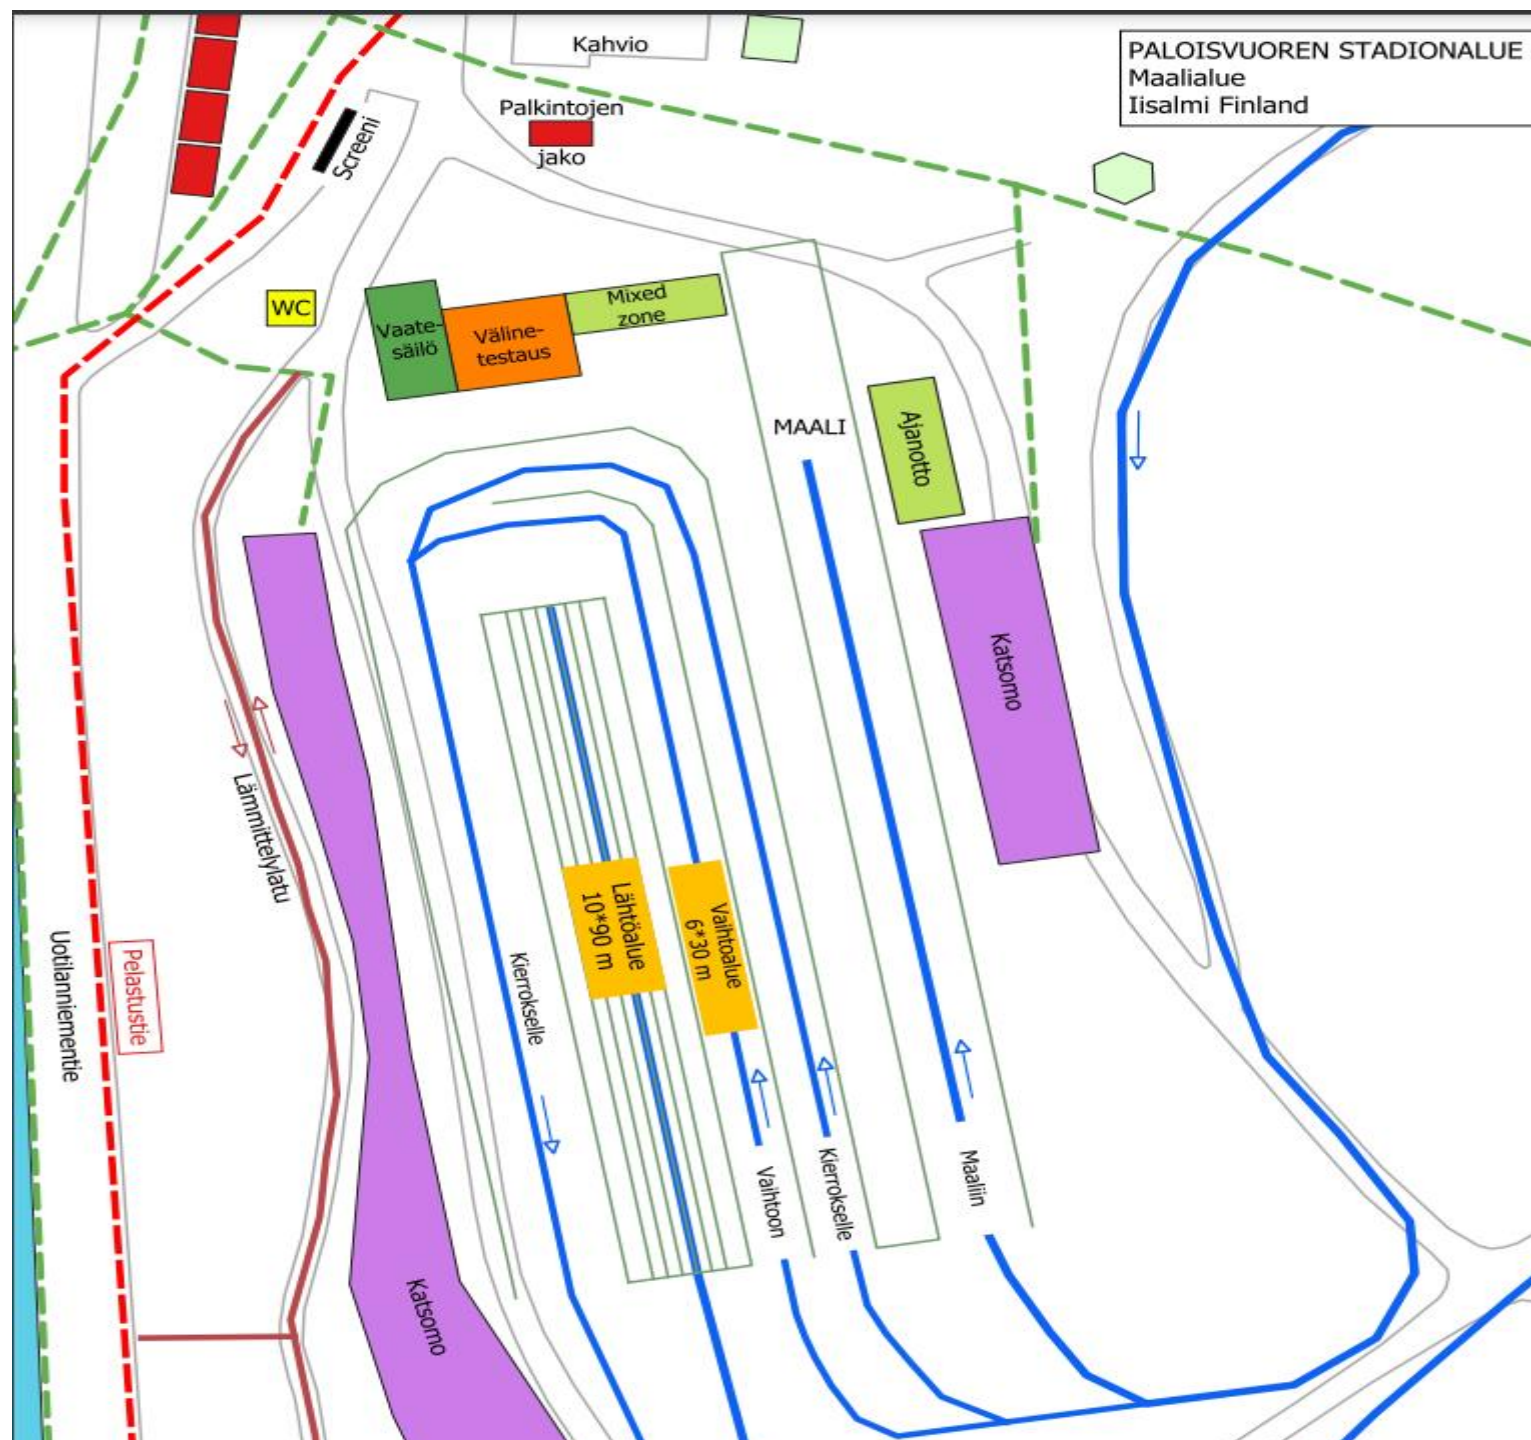 PALOISVUOREN STADIONALUE
Maalialue
Iisalmi Finland
Kahvio
Palkintojen
jako
Screeni
WC
Vaate-
säilö
Väline-
testaus
Mixed
zone
MAALI
Ajanotto
Katsomo
Lämmittelylatu
Lähtöalue
10*90 m
Vaihtoalue
6*30 m
Kierrokselle
Uotilanniementie
Pelastustie
Vaihtoon
Kierrokselle
Maaliin
Katsomo